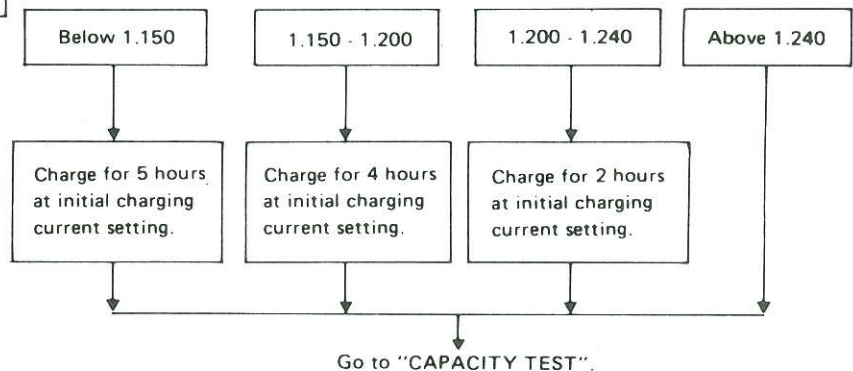 Below 1.150
1.150 - 1.200
1.200 - 1.240
Above 1.240
Charge for 5 hours
at initial charging
current setting.
Charge for 4 hours
at initial charging
current setting.
Charge for 2 hours
at initial charging
current setting.
Go to "CAPACITY TEST".